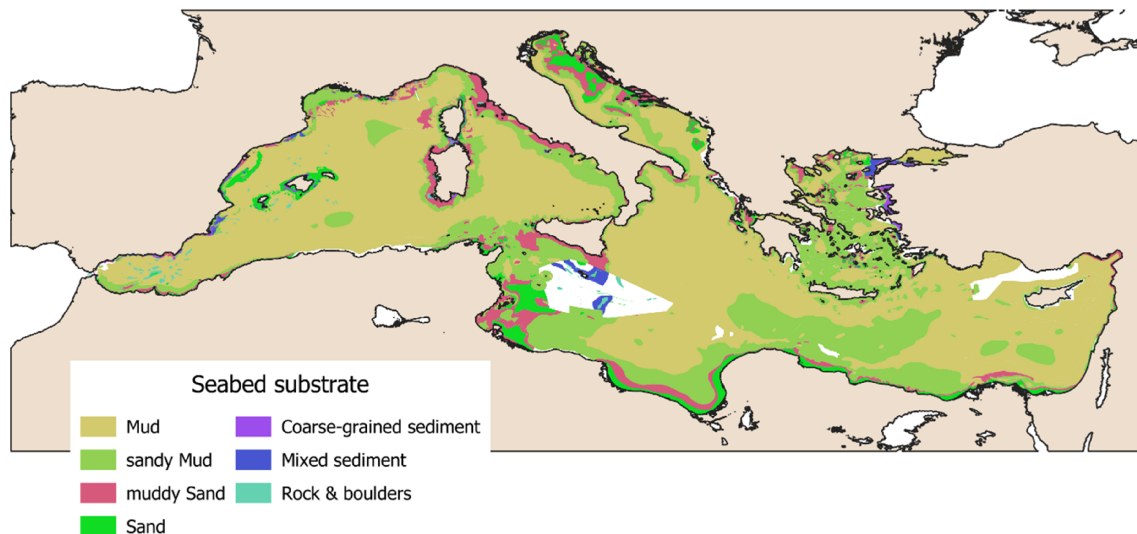 Seabed substrate
Mud
sandy Mud
muddy Sand
Sand
Coarse-grained sediment
Mixed sediment
Rock & boulders